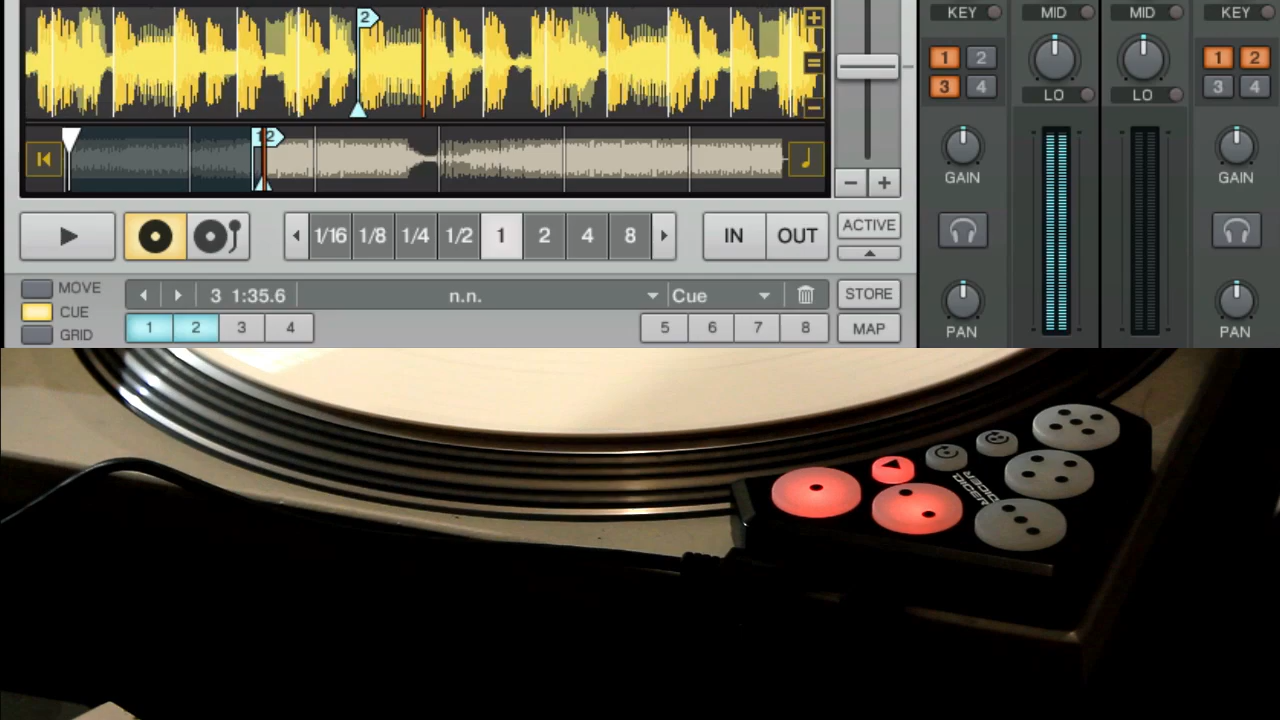 2
12
KEY MID MID KEY
1 2 1 2
3 4 3 4
LO LO
GAIN GAIN
1/16 1/8 1/4 1/2 1 2 4 8 IN OUT ACTIVE
MOVE
CUE
GRID
3 1:35.6 n.n. Cue STORE
1 2 3 4 5 6 7 8 MAP
PAN PAN
DICER